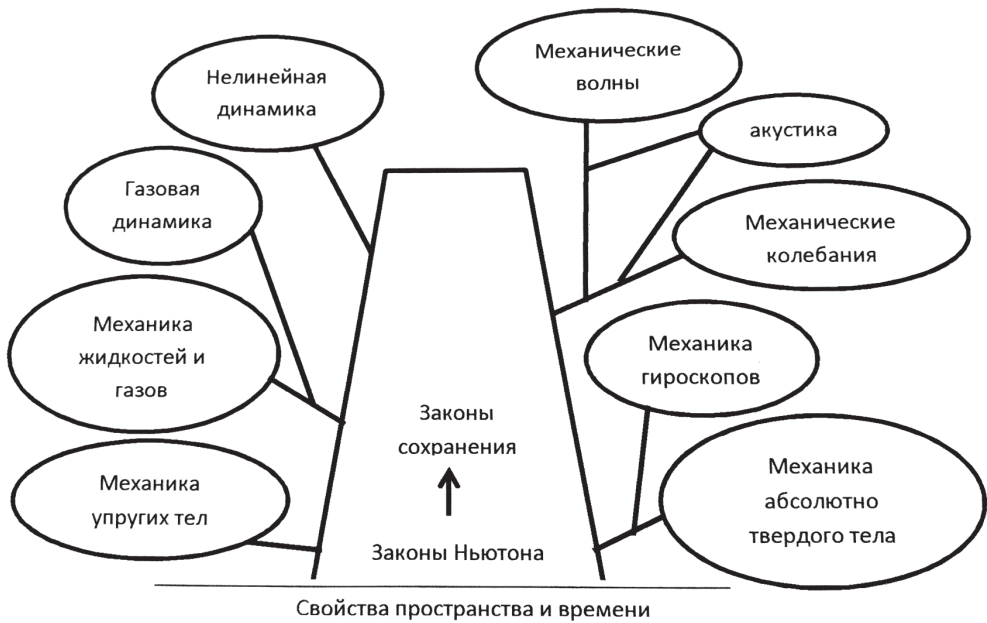 Нелинейная
динамика
Механические
волны
акустика
Газовая
динамика
Механические
колебания
Механика
жидкостей и
газов
Механика
гироскопов
Законы
сохранения
Механика
упругих тел
Механика
абсолютно
твердого тела
Законы Ньютона
Свойства пространства и времени